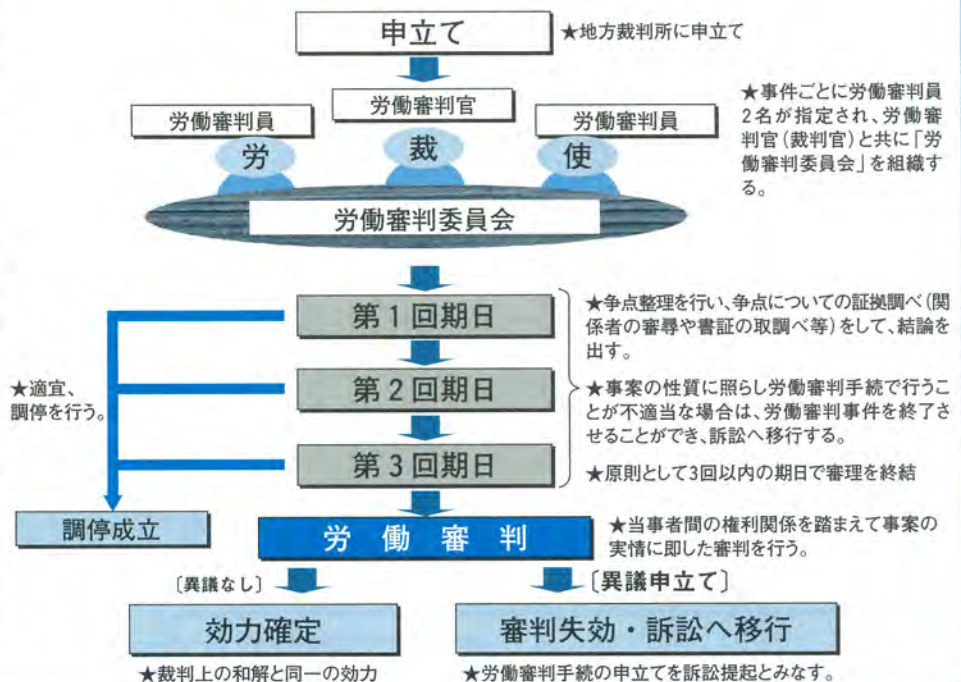 申立て
★地方裁判所に申立て
労働審判員
労働審判官
労働審判員
労
裁
使
★事件ごとに労働審判員
2名が指定され、労働審
判官(裁判官)と共に「労
働審判委員会」を組織す
る。
労働審判委員会
第1回期日
★争点整理を行い、争点についての証拠調べ(関
係者の審尋や書証の取調べ等)をして、結論を
出す。
★適宜、
調停を行う。
第2回期日
★事案の性質に照らし労働審判手続で行うこ
とが不適当な場合は、労働審判事件を終了さ
せることができ、訴訟へ移行する。
第3回期日
★原則として3回以内の期日で審理を終結
調停成立
労働審判
★当事者間の権利関係を踏まえて事案の
実情に即した審判を行う。
〔異議なし〕
〔異議申立て〕
効力確定
審判失効・訴訟へ移行
★裁判上の和解と同一の効力
★労働審判手続の申立てを訴訟提起とみなす。